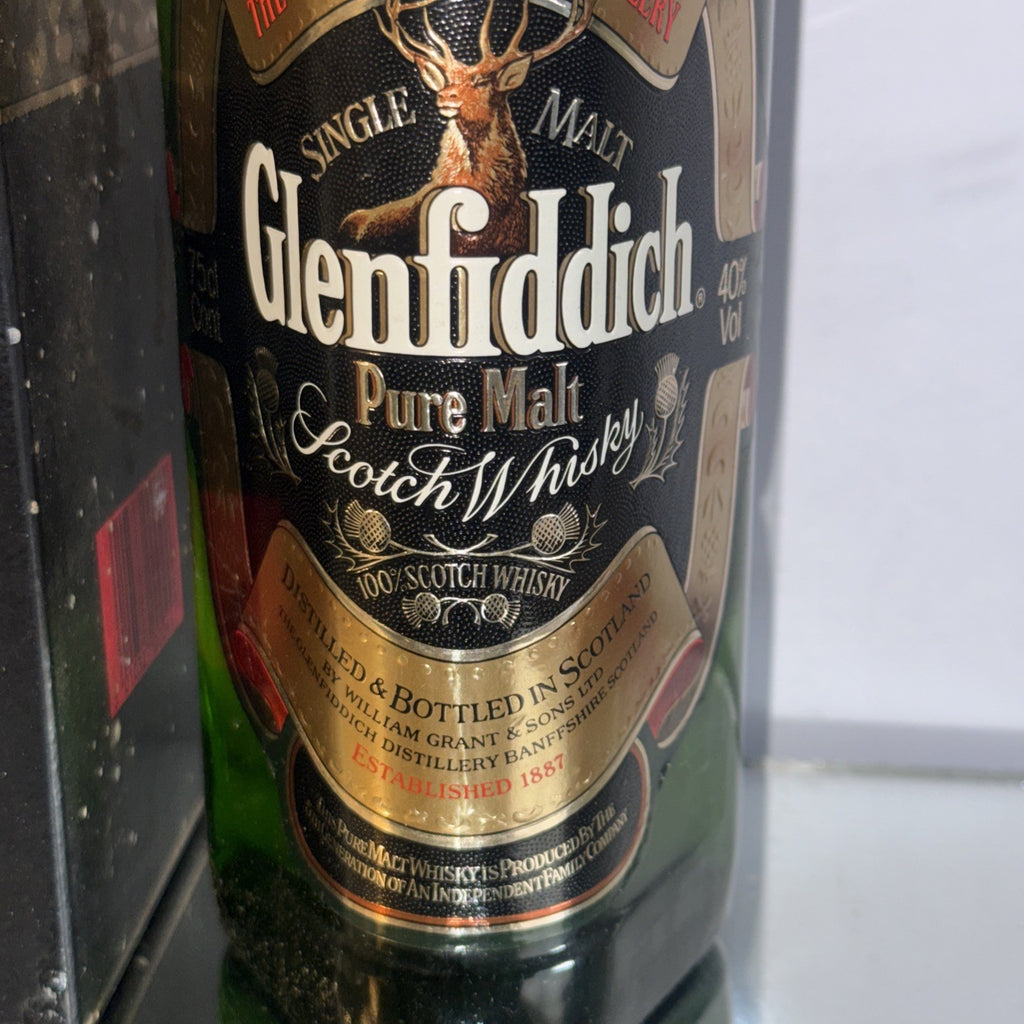 THE
SINGLE MALT
Glenfiddich®
75cl
Cont
40%
Vol
Pure Malt
Scotch Whisky
100% SCOTCH WHISKY
DISTILLED & BOTTLED IN SCOTLAND
BY WILLIAM GRANT & SONS LTD
THE GLENFIDDICH DISTILLERY BANFFSHIRE SCOTLAND
ESTABLISHED 1887
PURE MALT WHISKY IS PRODUCED BY THE
OF AN INDEPENDENT FAMILY COMPANY